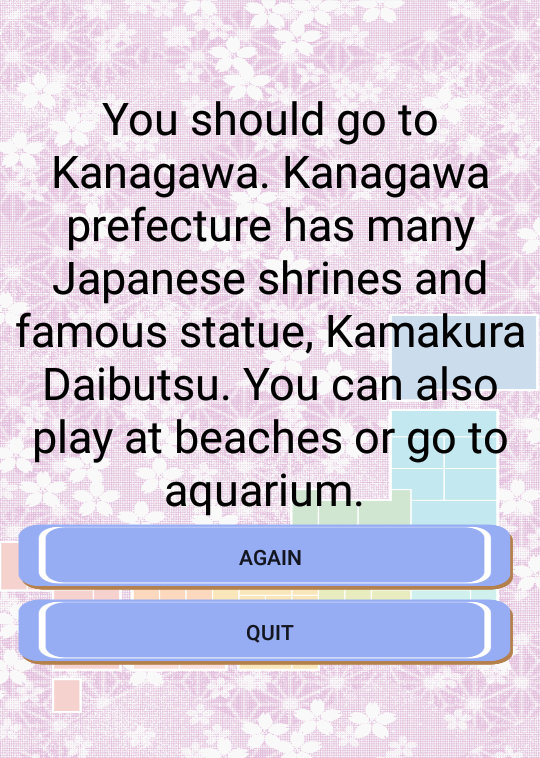 You should go to
Kanagawa. Kanagawa
prefecture has many
Japanese shrines and
famous statue, Kamakura
Daibutsu. You can also
play at beaches or go to
aquarium.
AGAIN
QUIT